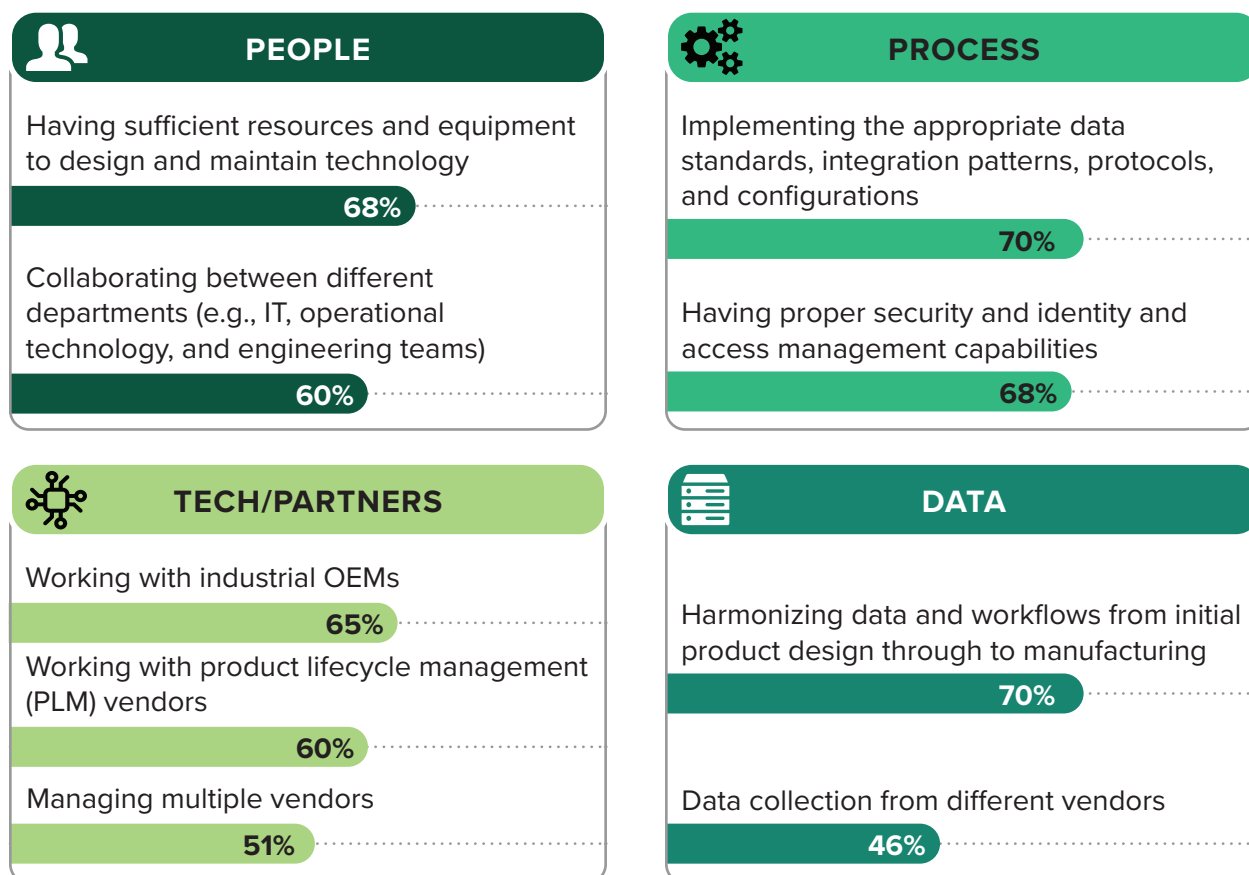 PEOPLE
Having sufficient resources and equipment
to design and maintain technology
68%
Collaborating between different
departments (e.g., IT, operational
technology, and engineering teams)
60%
PROCESS
Implementing the appropriate data
standards, integration patterns, protocols,
and configurations
70%
Having proper security and identity and
access management capabilities
68%
TECH/PARTNERS
Working with industrial OEMs
65%
Working with product lifecycle management
(PLM) vendors
60%
Managing multiple vendors
51%
DATA
Harmonizing data and workflows from initial
product design through to manufacturing
70%
Data collection from different vendors
46%